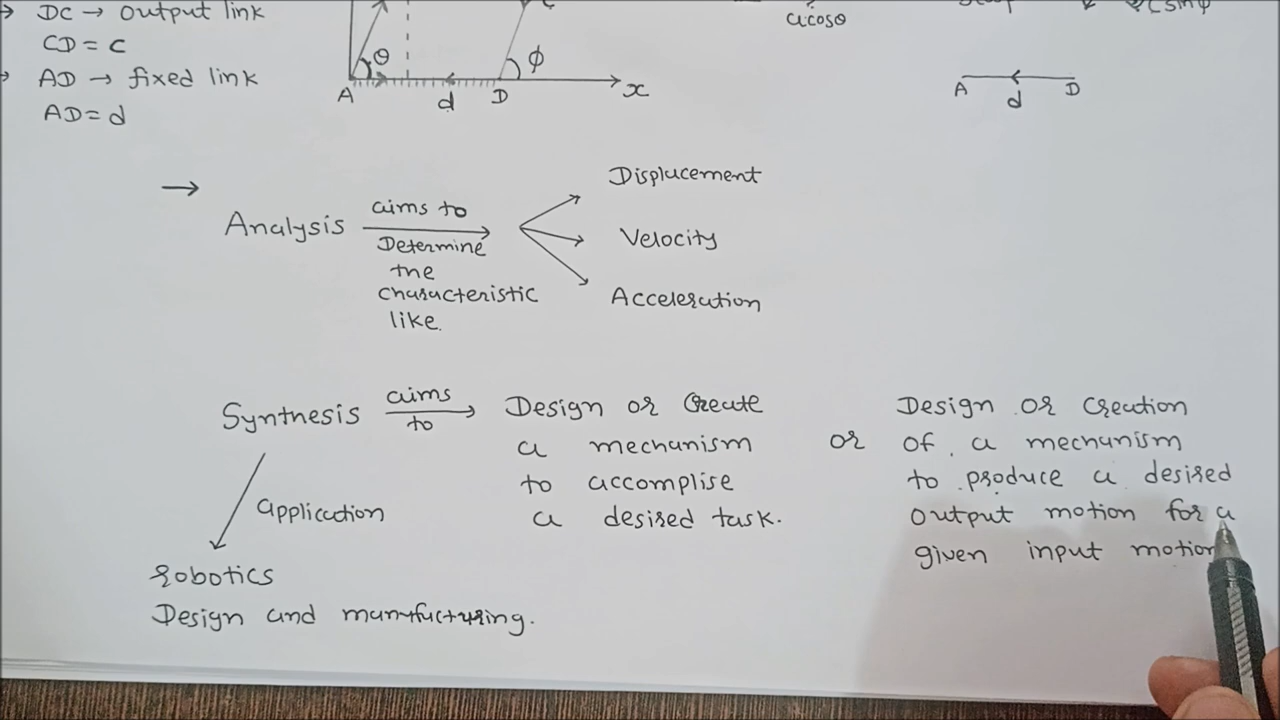 → DC → Output link
CD = C
→ AD → fixed link
AD = d
θ
ϕ
A
d
D
x
a cosθ
c sinϕ
A
d
D
→
Analysis
aims to
Determine
the
characteristic
like.
Displacement
Velocity
Acceleration
Synthesis
aims
to
Design or Create
a mechanism
to accomplise
a desired task.
or
Design or Creation
of a mechanism
to produce a desired
output motion for a
given input motion
application
robotics
Design and manufacturing.